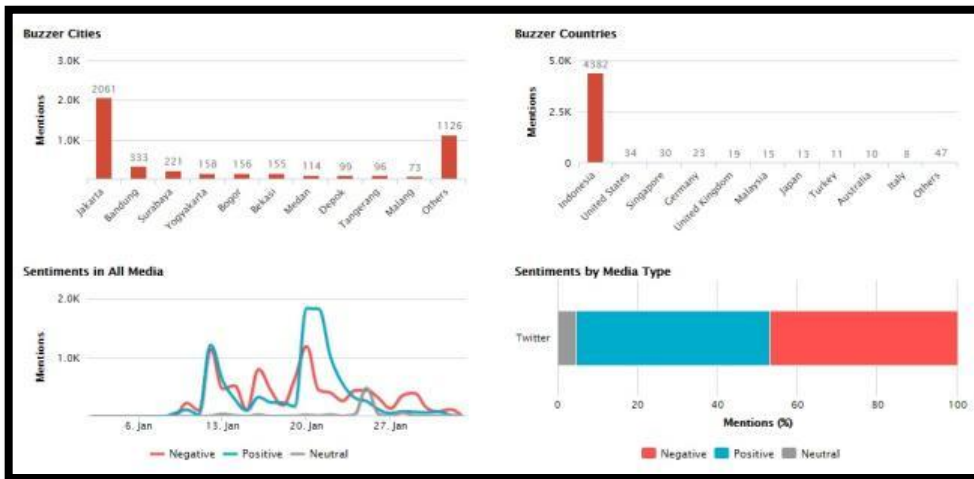 Buzzer Cities
Mentions
3.0K
2.0K
1.0K
2061
333
221
158
156
155
114
99
96
73
1126
Jakarta
Bandung
Surabaya
Yogyakarta
Bogor
Bekasi
Medan
Depok
Tangerang
Malang
Others
Buzzer Countries
Mentions
5.0K
2.5K
0
4382
34
30
23
19
15
13
11
10
8
47
Indonesia
United States
Singapore
Germany
United Kingdom
Malaysia
Japan
Turkey
Australia
Italy
Others
Sentiments in All Media
Mentions
2.0K
1.0K
6. Jan
13. Jan
20. Jan
27. Jan
Negative Positive Neutral
Sentiments by Media Type
Twitter
0 20 40 60 80 100
Mentions (%)
Negative Positive Neutral